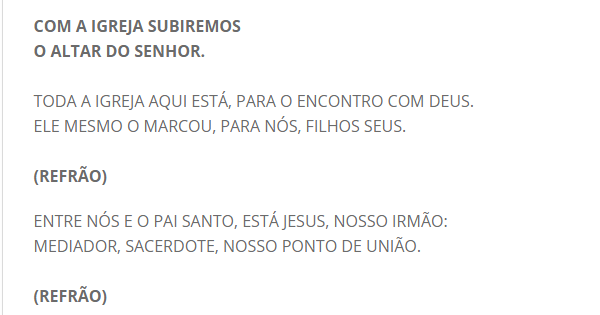 COM A IGREJA SUBIREMOS
O ALTAR DO SENHOR.
TODA A IGREJA AQUI ESTÁ, PARA O ENCONTRO COM DEUS.
ELE MESMO O MARCOU, PARA NÓS, FILHOS SEUS.
(REFRÃO)
ENTRE NÓS E O PAI SANTO, ESTÁ JESUS, NOSSO IRMÃO:
MEDIADOR, SACERDOTE, NOSSO PONTO DE UNIÃO.
(REFRÃO)